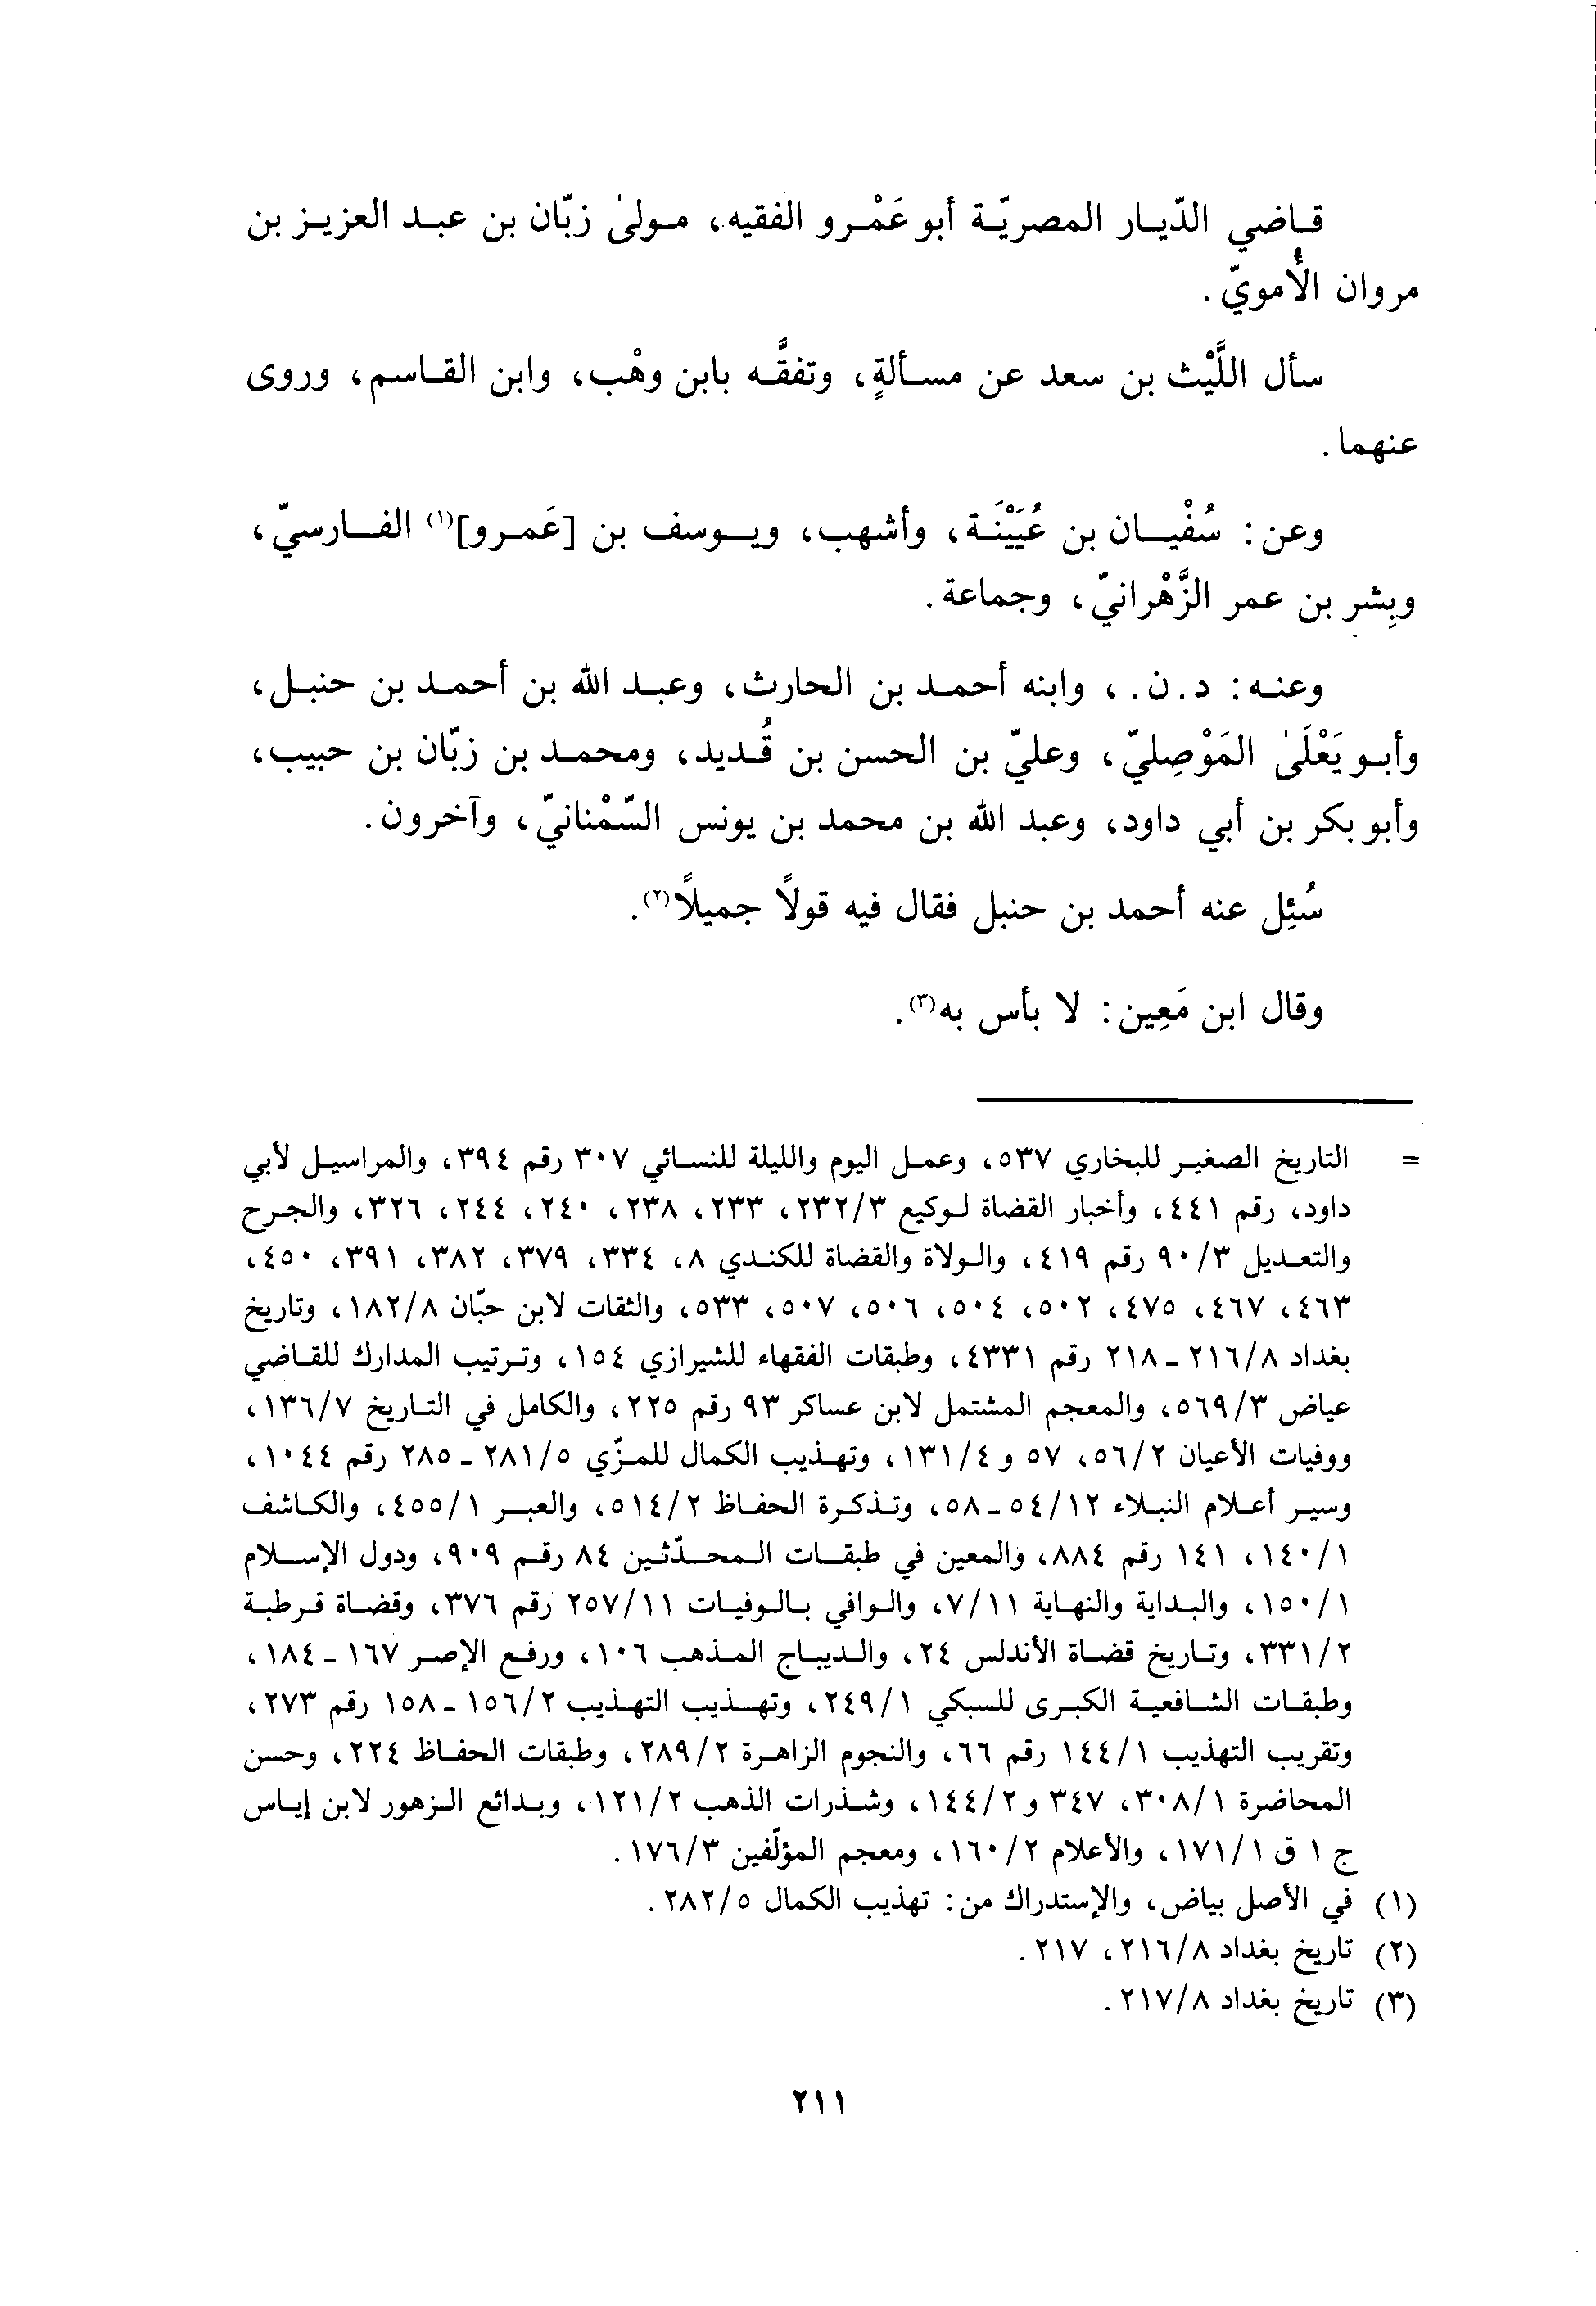 قاضي الدّيار المصريّة أبو عَمْرو الفقيه، مولىٰ زبّان بن عبد العزيز بن
مروان الأُمويّ.
سأل اللَّيْث بن سعد عن مسألةٍ، وتفقَّه بابن وهْب، وابن القاسم، وروى
عنهما.
وعن: سُفْيان بن عُيَيْنَة، وأشهب، ويوسف بن [عَمرو](١) الفارسيّ،
وبِشر بن عمر الزَّهْرانيّ، وجماعة.
وعنه: د. ن.، وابنه أحمد بن الحارث، وعبد الله بن أحمد بن حنبل،
وأبو يَعْلَىٰ المَوْصِليّ، وعليّ بن الحسن بن قُديد، ومحمد بن زبّان بن حبيب،
وأبو بكر بن أبي داود، وعبد الله بن محمد بن يونس السّمْنانيّ، وآخرون.
سُئِل عنه أحمد بن حنبل فقال فيه قولاً جميلاً(٢).
وقال ابن مَعِين: لا بأس به(٣).
= التاريخ الصغير للبخاري ٥٣٧، وعمل اليوم والليلة للنسائي ٣٠٧ رقم ٣٩٤، والمراسيل لأبي
داود، رقم ٤٤١، وأخبار القضاة لوكيع ٢٣٢/٣، ٢٣٣، ٢٣٨، ٢٤٠، ٢٤٤، ٣٢٦، والجرح
والتعديل ٩٠/٣ رقم ٤١٩، والولاة والقضاة للكندي ٨، ٣٣٤، ٣٧٩، ٣٨٢، ٣٩١، ٤٥٠،
٤٦٣، ٤٦٧، ٤٧٥، ٥٠٢، ٥٠٤، ٥٠٦، ٥٠٧، ٥٣٣، والثقات لابن حبّان ١٨٢/٨، وتاريخ
بغداد ٢١٦/٨ - ٢١٨ رقم ٤٣٣١، وطبقات الفقهاء للشيرازي ١٥٤، وترتيب المدارك للقاضي
عياض ٥٦٩/٣، والمعجم المشتمل لابن عساكر ٩٣ رقم ٢٢٥، والكامل في التاريخ ١٣٦/٧،
ووفيات الأعيان ٥٦/٢، ٥٧ و ١٣١/٤، وتهذيب الكمال للمزّي ٢٨١/٥ - ٢٨٥ رقم ١٠٤٤،
وسير أعلام النبلاء ٥٤/١٢ - ٥٨، وتذكرة الحفاظ ٥١٤/٢، والعبر ٤٥٥/١، والكاشف
١٤٠/١، ١٤١ رقم ٨٨٤، والمعين في طبقات المحدّثين ٨٤ رقم ٩٠٩، ودول الإسلام
١٥٠/١، والبداية والنهاية ٧/١١، والوافي بالوفيات ٢٥٧/١١ رقم ٣٧٦، وقضاة قرطبة
٣٣١/٢، وتاريخ قضاة الأندلس ٢٤، والديباج المذهب ١٠٦، ورفع الإصر ١٦٧ - ١٨٤،
وطبقات الشافعية الكبرى للسبكي ٢٤٩/١، وتهذيب التهذيب ١٥٦/٢ - ١٥٨ رقم ٢٧٣،
وتقريب التهذيب ١٤٤/١ رقم ٦٦، والنجوم الزاهرة ٢٨٩/٢، وطبقات الحفاظ ٢٢٤، وحسن
المحاضرة ٣٠٨/١، ٣٤٧ و١٤٤/٢، وشذرات الذهب ١٢١/٢، وبدائع الزهور لابن إياس
ج ١ ق ١٧١/١، والأعلام ١٦٠/٢، ومعجم المؤلّفين ١٧٦/٣.
(١) في الأصل بياض، والإستدراك من: تهذيب الكمال ٢٨٢/٥.
(٢) تاريخ بغداد ٢١٦/٨، ٢١٧.
(٣) تاريخ بغداد ٢١٧/٨.
٢١١